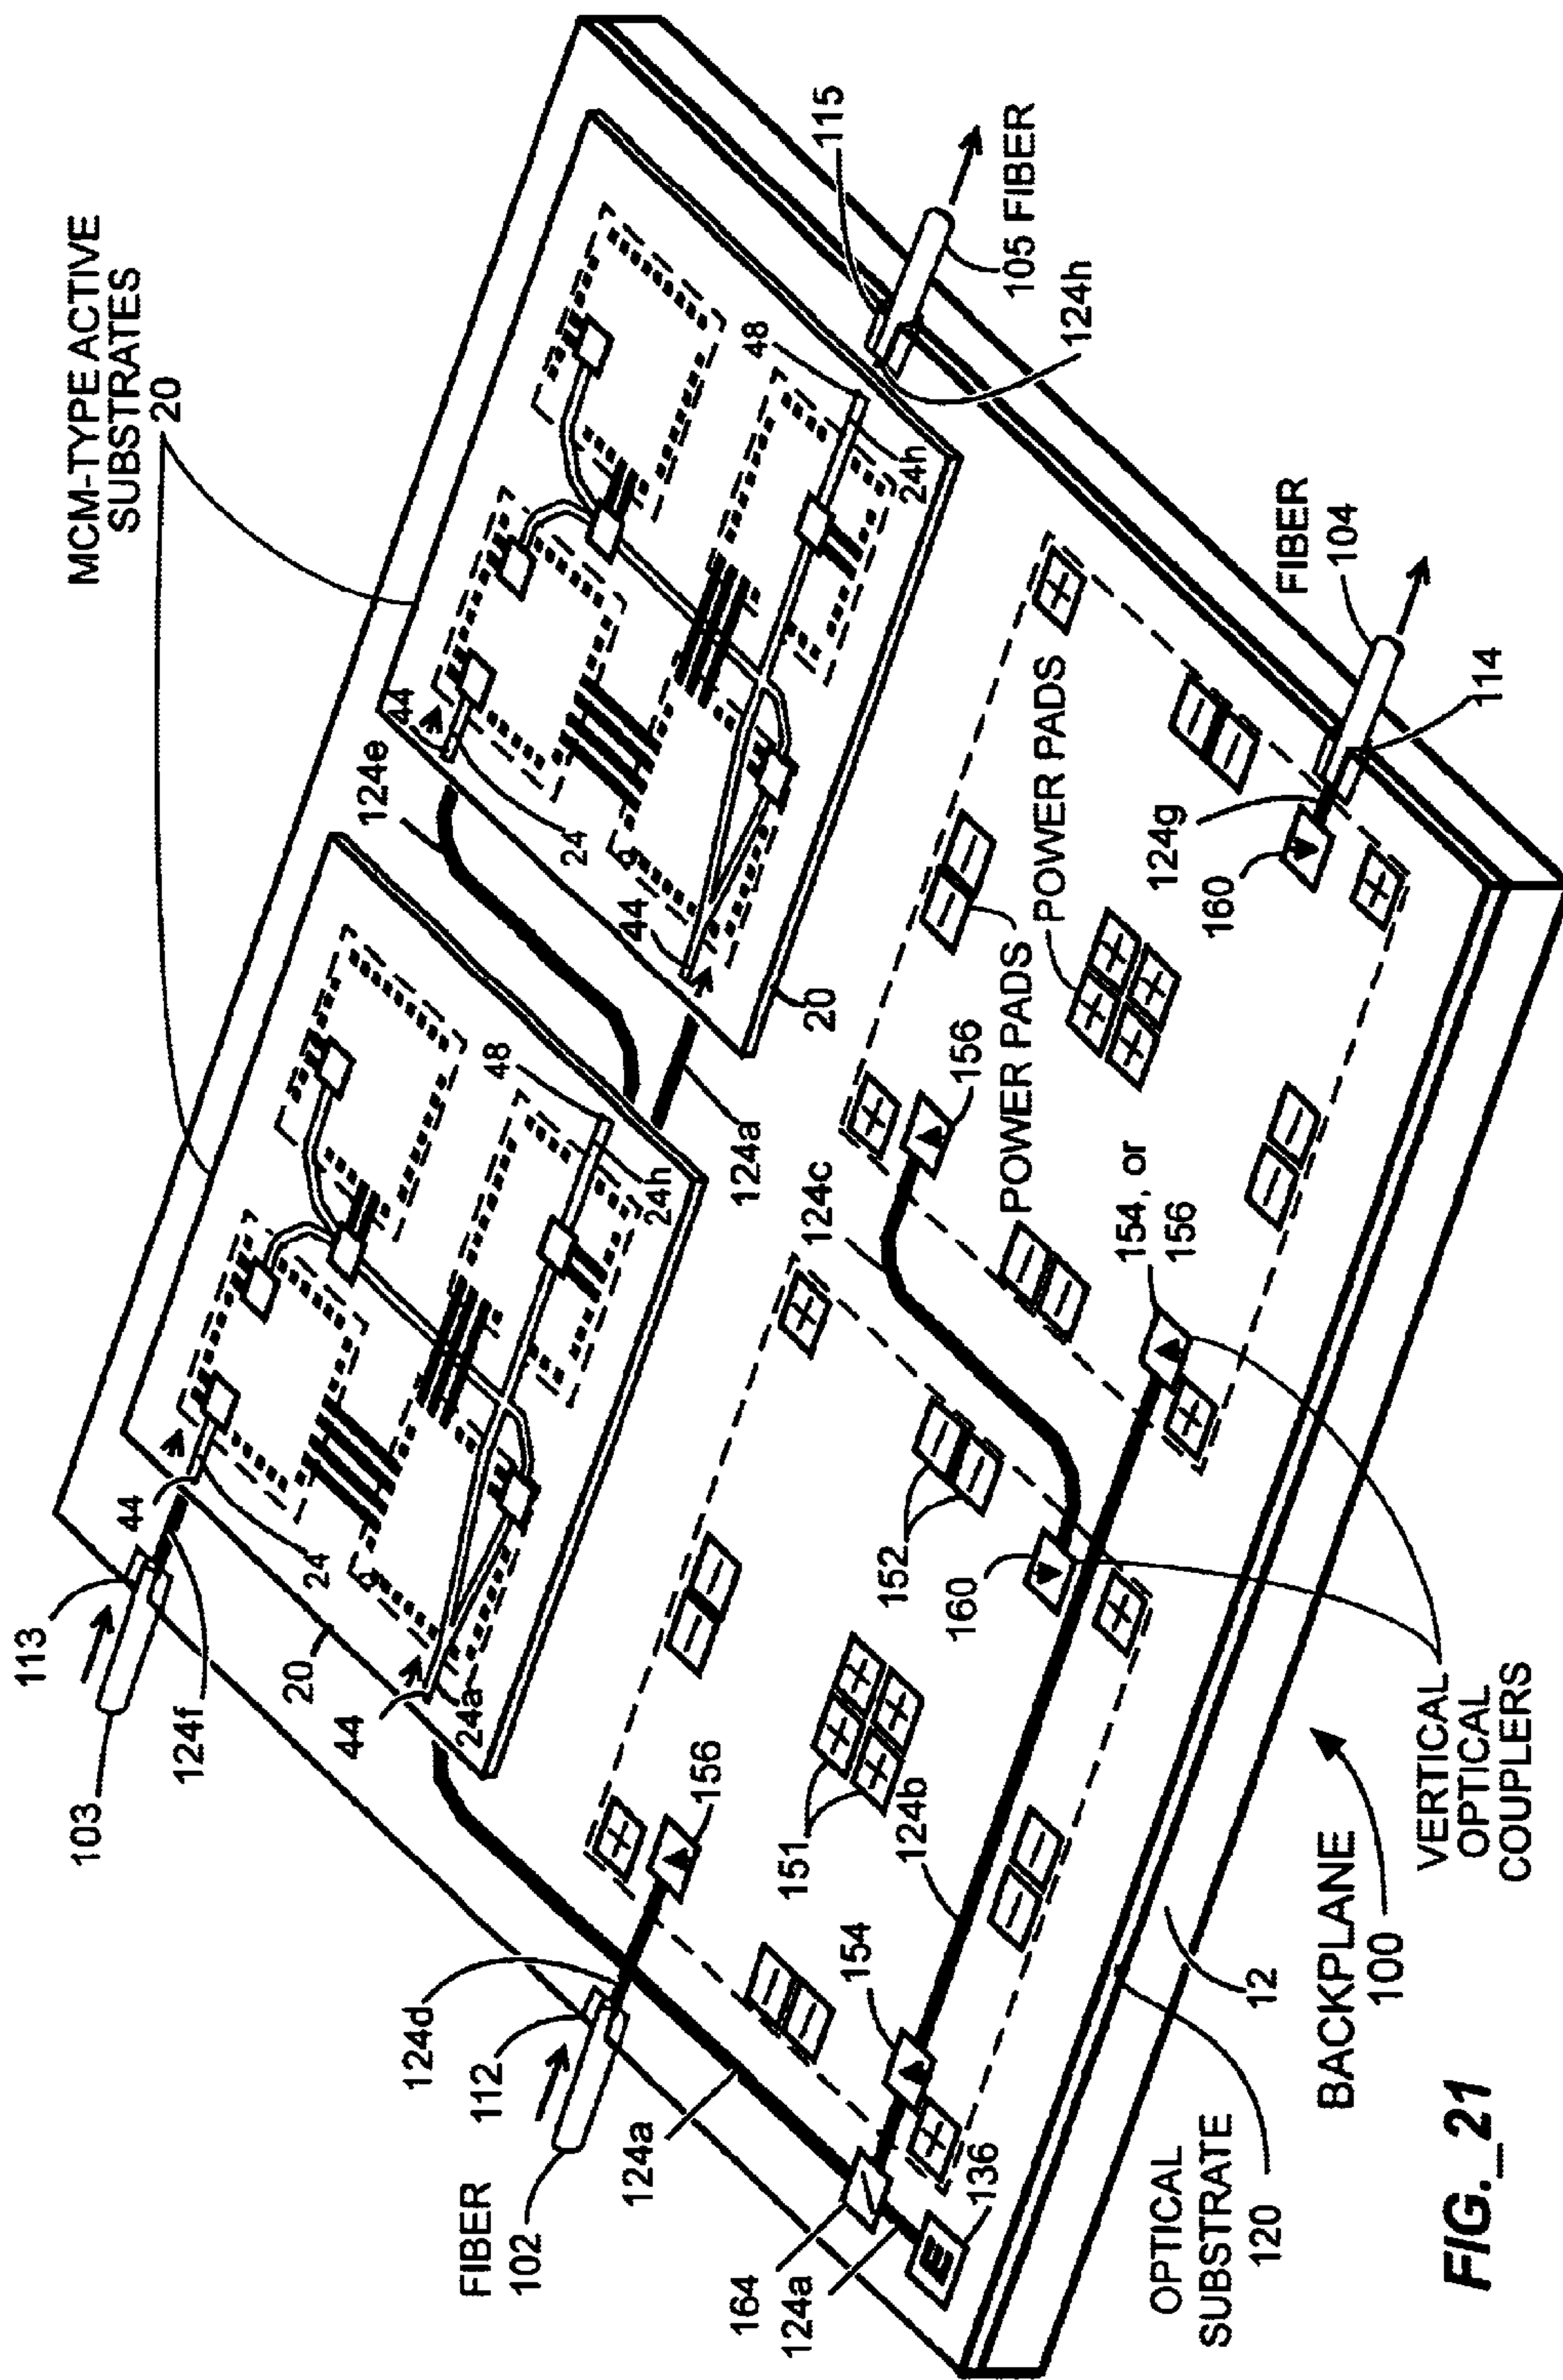 MCM-TYPE ACTIVE
SUBSTRATES
20
113
103
124f
44
24
20
44
24a
48
24h
124a
124e
44
24
44
20
48
24h
115
105 FIBER
124h
FIBER
102
112
124d
124a
156
164
124a
136
154
151
124b
152
160
124c
156
POWER PADS
POWER PADS
154, or
156
FIBER
104
114
124g
160
VERTICAL
OPTICAL
COUPLERS
12
BACKPLANE
100
OPTICAL
SUBSTRATE
120
FIG._21